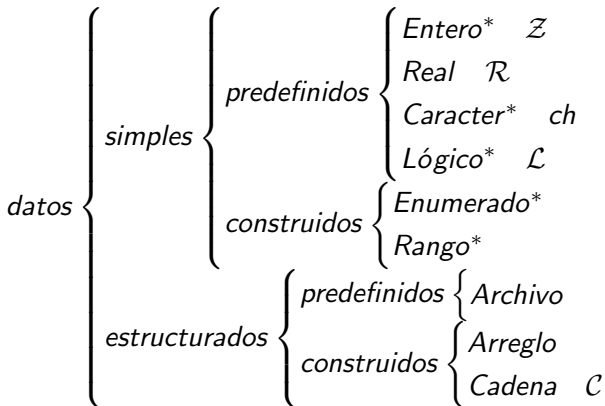 datos
simples
predefinidos
Entero* 𝒵
Real ℛ
Caracter* ch
Lógico* ℒ
construidos
Enumerado*
Rango*
estructurados
predefinidos
Archivo
construidos
Arreglo
Cadena 𝒞